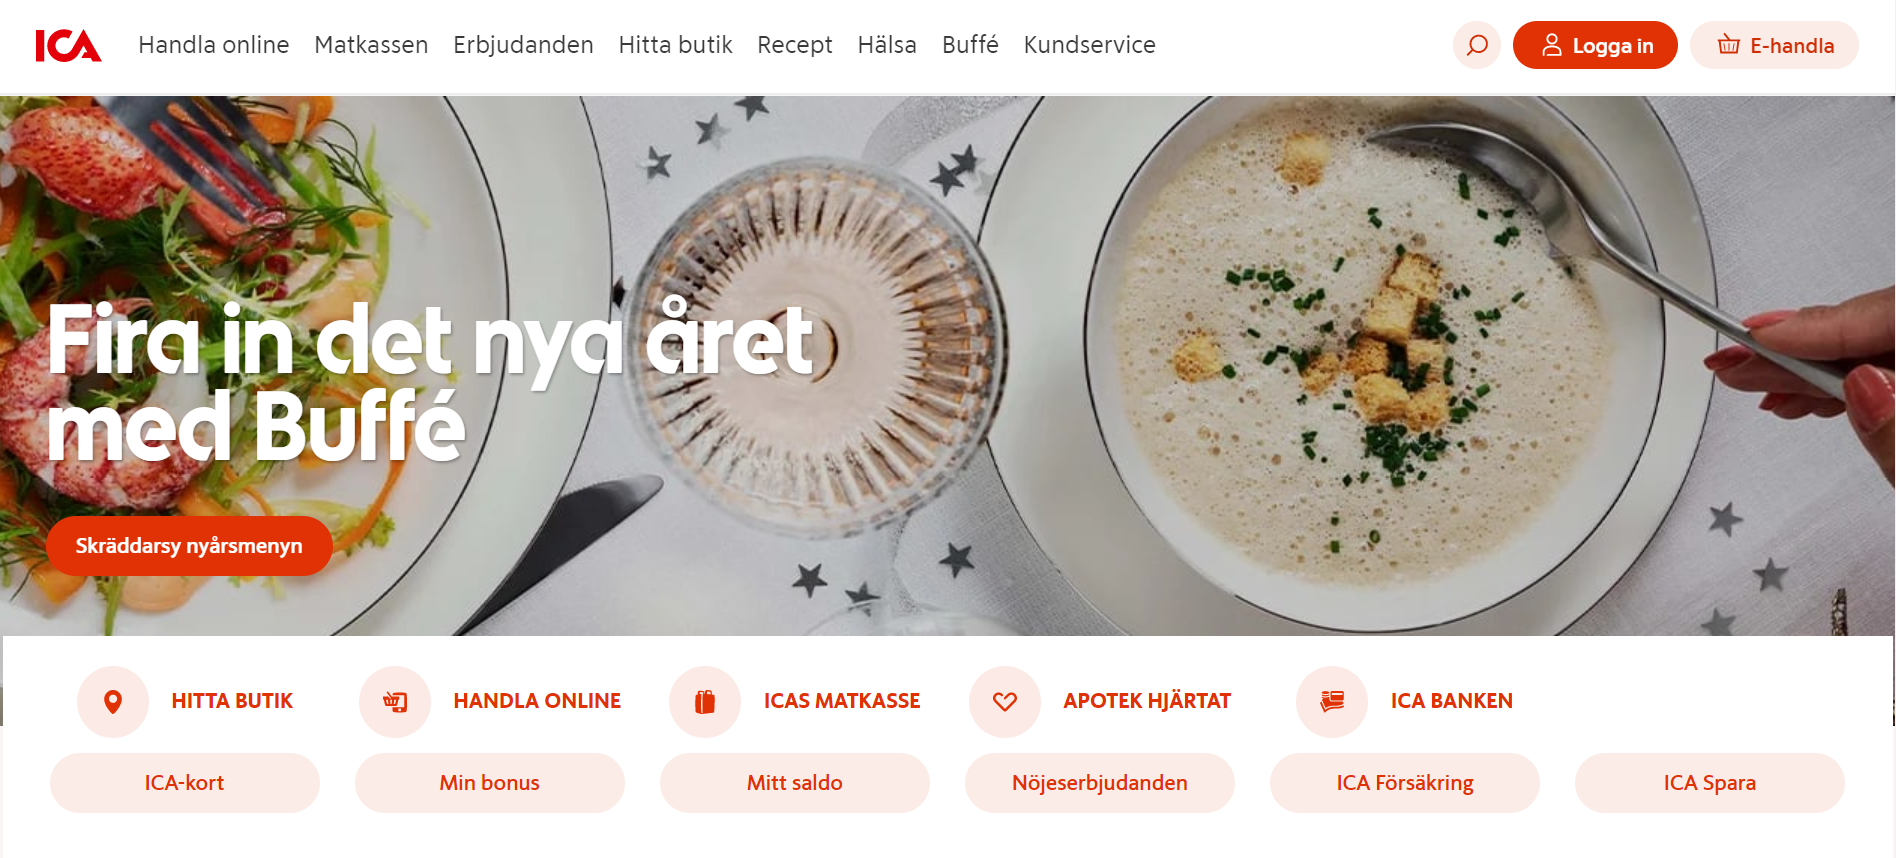 ICA
Handla online
Matkassen
Erbjudanden
Hitta butik
Recept
Hälsa
Buffé
Kundservice
Logga in
E-handla
Fira in det nya året
med Buffé
Skräddarsy nyårsmenyn
HITTA BUTIK
HANDLA ONLINE
ICAS MATKASSE
APOTEK HJÄRTAT
ICA BANKEN
ICA-kort
Min bonus
Mitt saldo
Nöjeserbjudanden
ICA Försäkring
ICA Spara